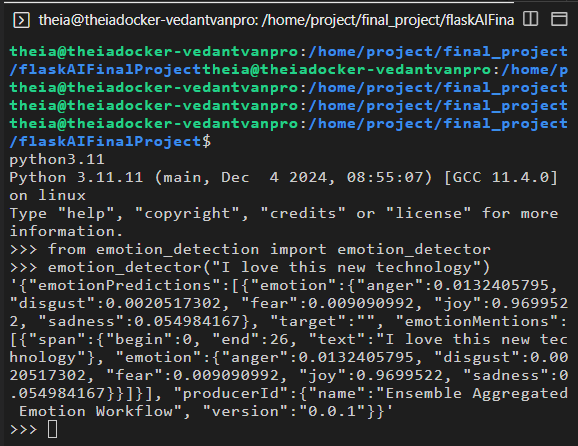 theia@theiadocker-vedantvanpro: /home/project/final_project/flaskAIFina
theia@theiadocker-vedantvanpro:/home/project/final_project
/flaskAIFinalProjecttheia@theiadocker-vedantvanpro:/home/p
theia@theiadocker-vedantvanpro:/home/project/final_project
theia@theiadocker-vedantvanpro:/home/project/final_project
theia@theiadocker-vedantvanpro:/home/project/final_project
/flaskAIFinalProject$
python3.11
Python 3.11.11 (main, Dec  4 2024, 08:55:07) [GCC 11.4.0]
on linux
Type "help", "copyright", "credits" or "license" for more
information.
>>> from emotion_detection import emotion_detector
>>> emotion_detector("I love this new technology")
'{"emotionPredictions":[{"emotion":{"anger":0.0132405795,
"disgust":0.0020517302, "fear":0.009090992, "joy":0.969952
2, "sadness":0.054984167}, "target":"", "emotionMentions":
[{"span":{"begin":0, "end":26, "text":"I love this new tec
hnology"}, "emotion":{"anger":0.0132405795, "disgust":0.00
20517302, "fear":0.009090992, "joy":0.9699522, "sadness":0
.054984167}}]}], "producerId":{"name":"Ensemble Aggregated
Emotion Workflow", "version":"0.0.1"}}'
>>>